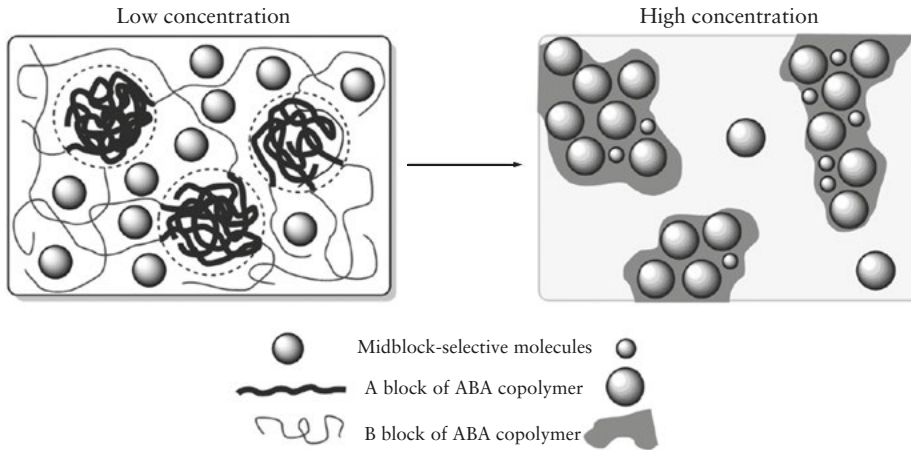 Low concentration
High concentration
Midblock-selective molecules
A block of ABA copolymer
B block of ABA copolymer